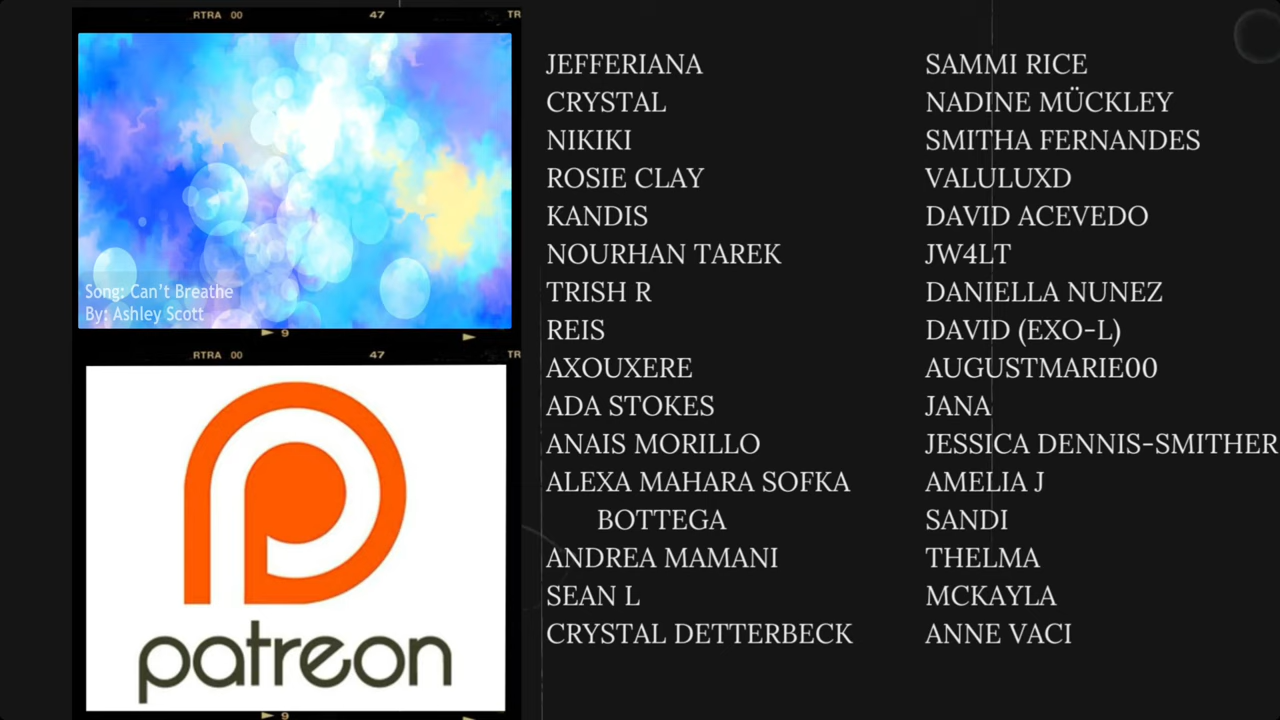 RTRA 00
47
TR
Song: Can't Breathe
By: Ashley Scott
9
RTRA 00
47
TR
patreon
9
JEFFERIANA
CRYSTAL
NIKIKI
ROSIE CLAY
KANDIS
NOURHAN TAREK
TRISH R
REIS
AXOUXERE
ADA STOKES
ANAIS MORILLO
ALEXA MAHARA SOFKA
BOTTEGA
ANDREA MAMANI
SEAN L
CRYSTAL DETTERBECK
SAMMI RICE
NADINE MÜCKLEY
SMITHA FERNANDES
VALULUXD
DAVID ACEVEDO
JW4LT
DANIELLA NUNEZ
DAVID (EXO-L)
AUGUSTMARIE00
JANA
JESSICA DENNIS-SMITHER
AMELIA J
SANDI
THELMA
MCKAYLA
ANNE VACI